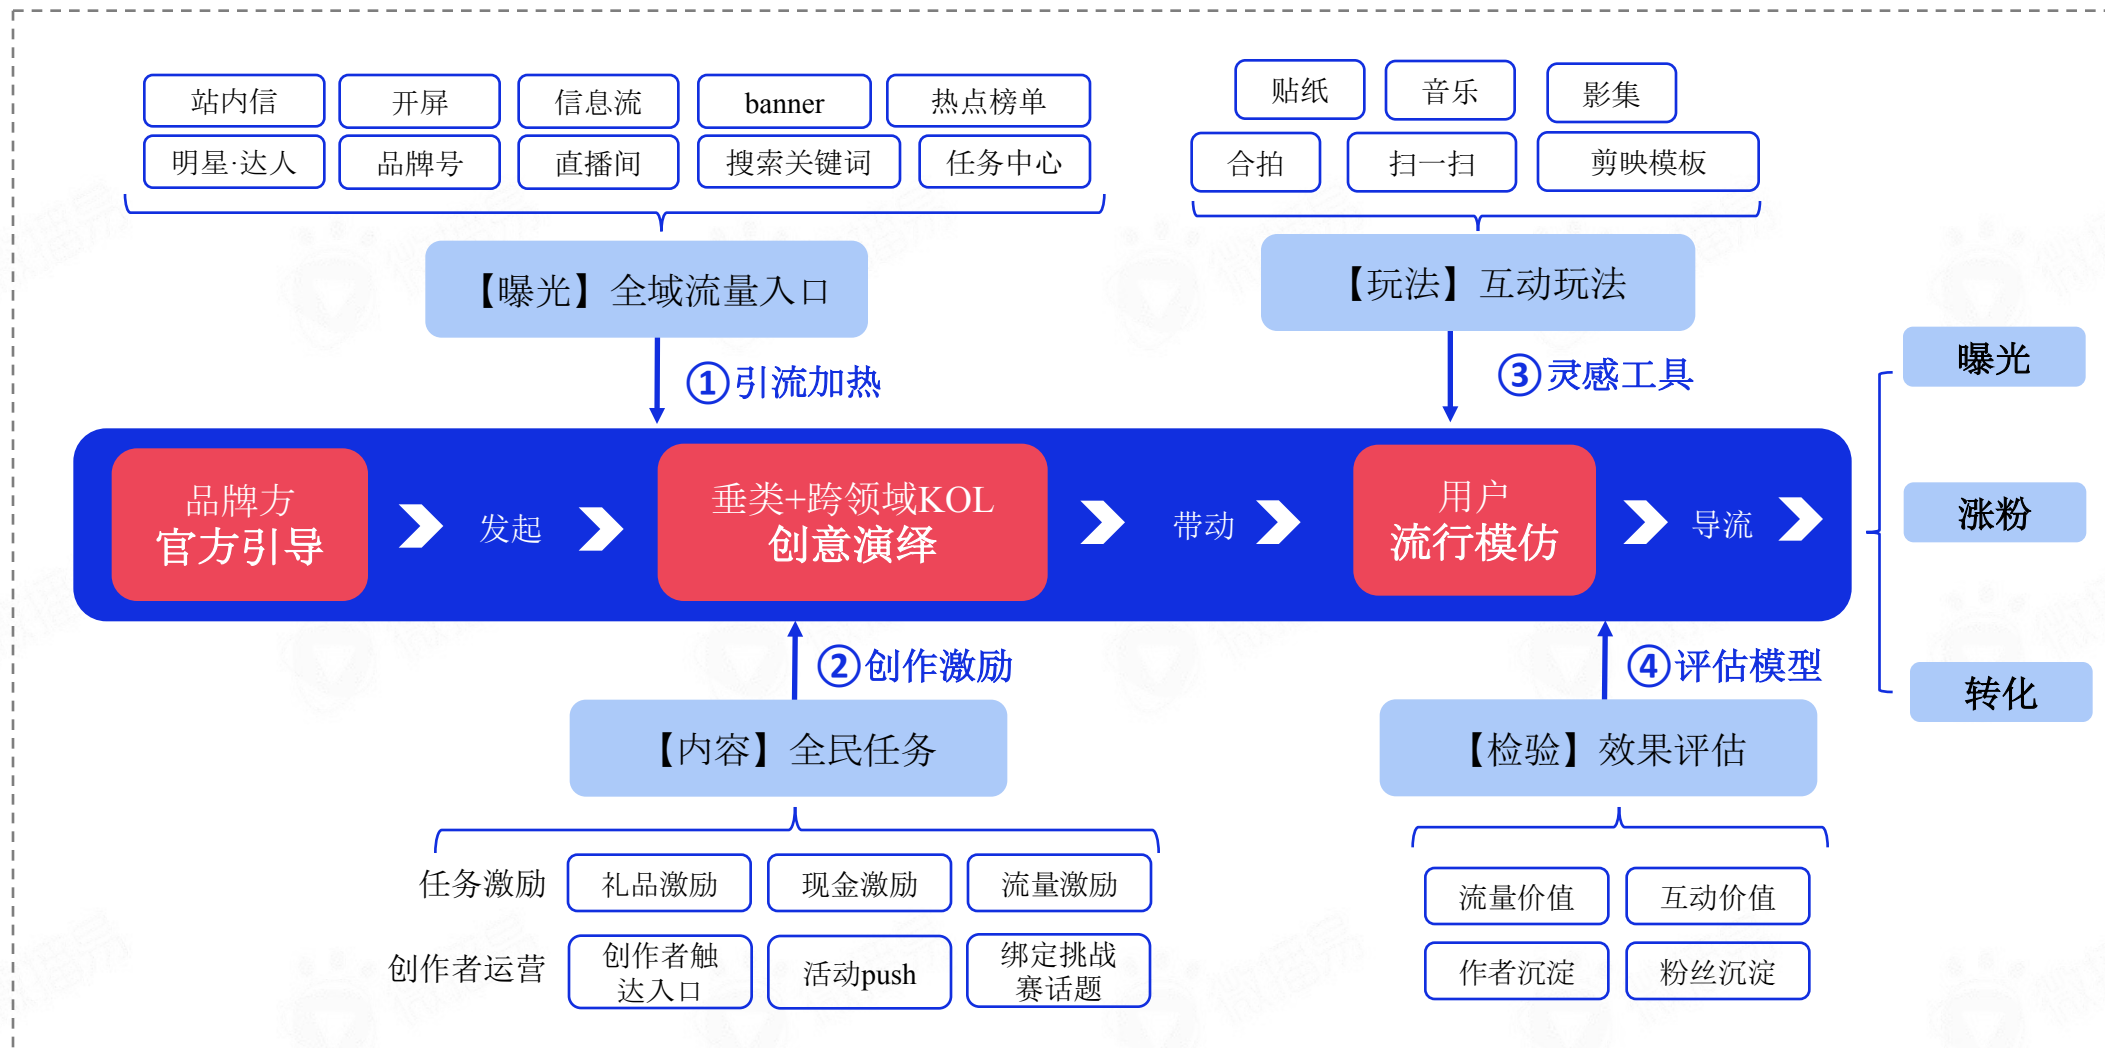 站内信
开屏
信息流
banner
热点榜单
明星·达人
品牌号
直播间
搜索关键词
任务中心
贴纸
音乐
影集
合拍
扫一扫
剪映模板
【曝光】全域流量入口
【玩法】互动玩法
①引流加热
③灵感工具
品牌方
官方引导
发起
垂类+跨领域KOL
创意演绎
带动
用户
流行模仿
导流
曝光
涨粉
转化
②创作激励
④评估模型
【内容】全民任务
【检验】效果评估
任务激励
礼品激励
现金激励
流量激励
创作者运营
创作者触
达入口
活动push
绑定挑战
赛话题
流量价值
互动价值
作者沉淀
粉丝沉淀
微播易